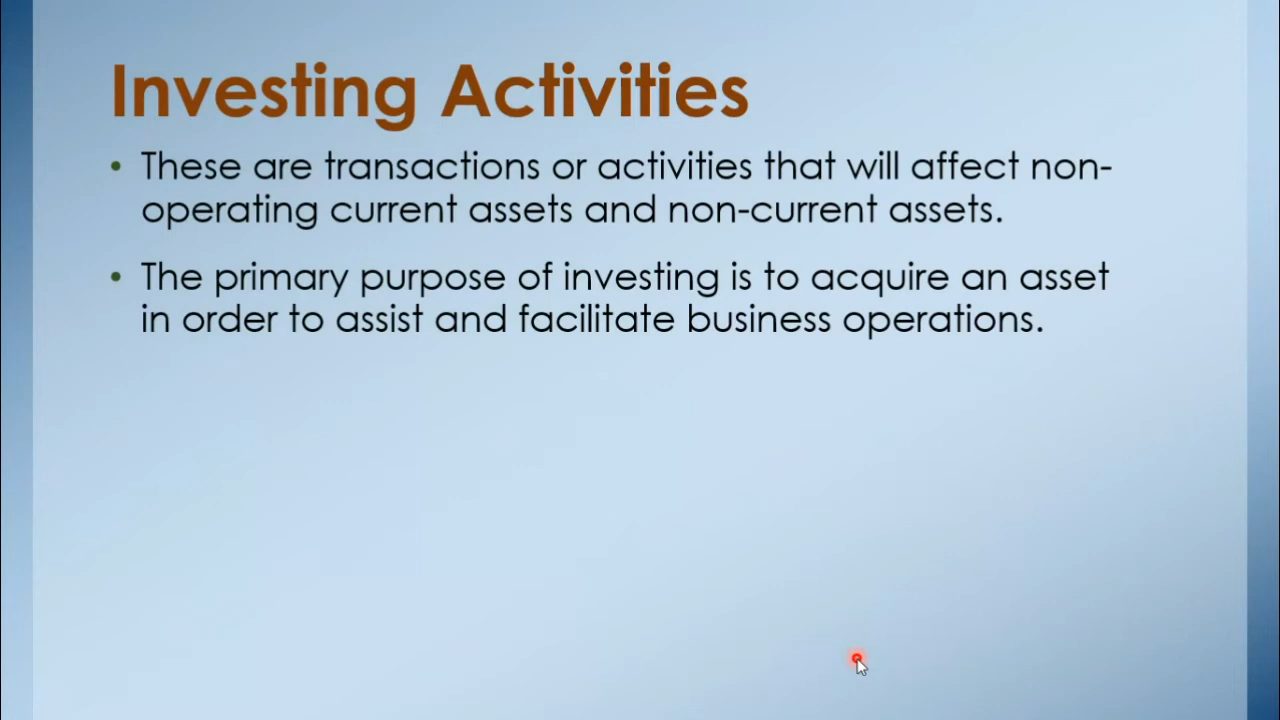 Investing Activities
• These are transactions or activities that will affect non-
operating current assets and non-current assets.
• The primary purpose of investing is to acquire an asset
in order to assist and facilitate business operations.